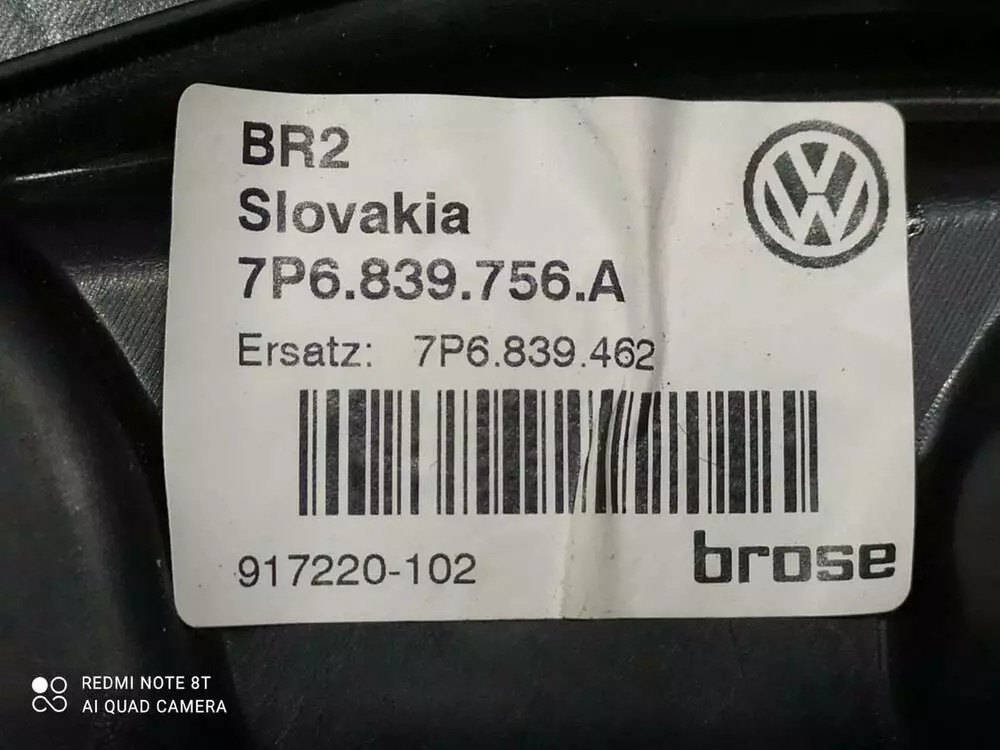 BR2
Slovakia
7P6.839.756.A
Ersatz: 7P6.839.462
917220-102
brose
REDMI NOTE 8T
AI QUAD CAMERA